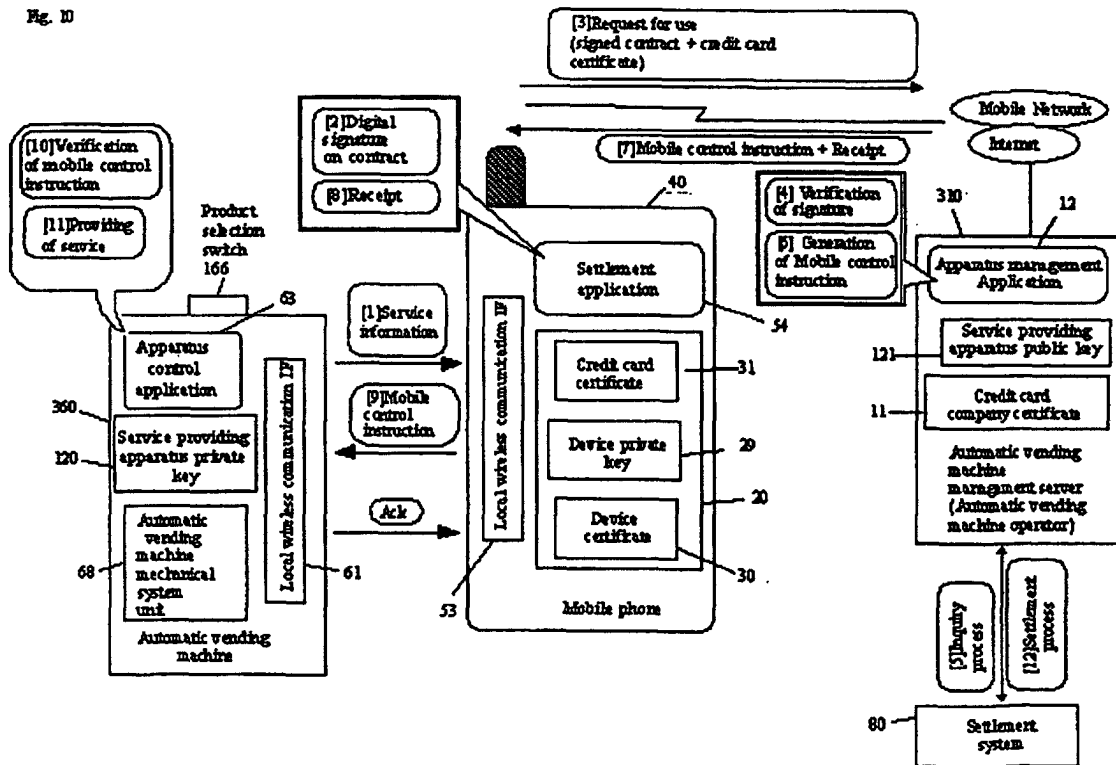 Fig. 10
[3]Request for use
(signed contract + credit card
certificate)
[10]Verification
of mobile control
instruction
[11]Providing
of service
[2]Digital
signature
on contract
[8]Receipt
Mobile Network
Internet
[7]Mobile control instruction + Receipt
[4] Verification
of signature
[6] Generation
of Mobile control
instruction
40
310
12
Product
selection
switch
166
63
Apparatus
control
application
360
120
Service providing
apparatus private
key
68
Automatic
vending
machine
mechanical
system
unit
Local wireless communication I/F
61
Automatic vending
machine
[1]Service
information
[9]Mobile
control
instruction
Ack
Local wireless communication I/F
53
Settlement
application
54
Credit card
certificate
31
Device private
key
29
20
Device
certificate
30
Mobile phone
Apparatus management
Application
121
Service providing
apparatus public key
11
Credit card
company certificate
Automatic vending
machine
managment server
(Automatic vending
machine operator)
[5]Inquiry
process
[12]Settlement
process
80
Settlement
system